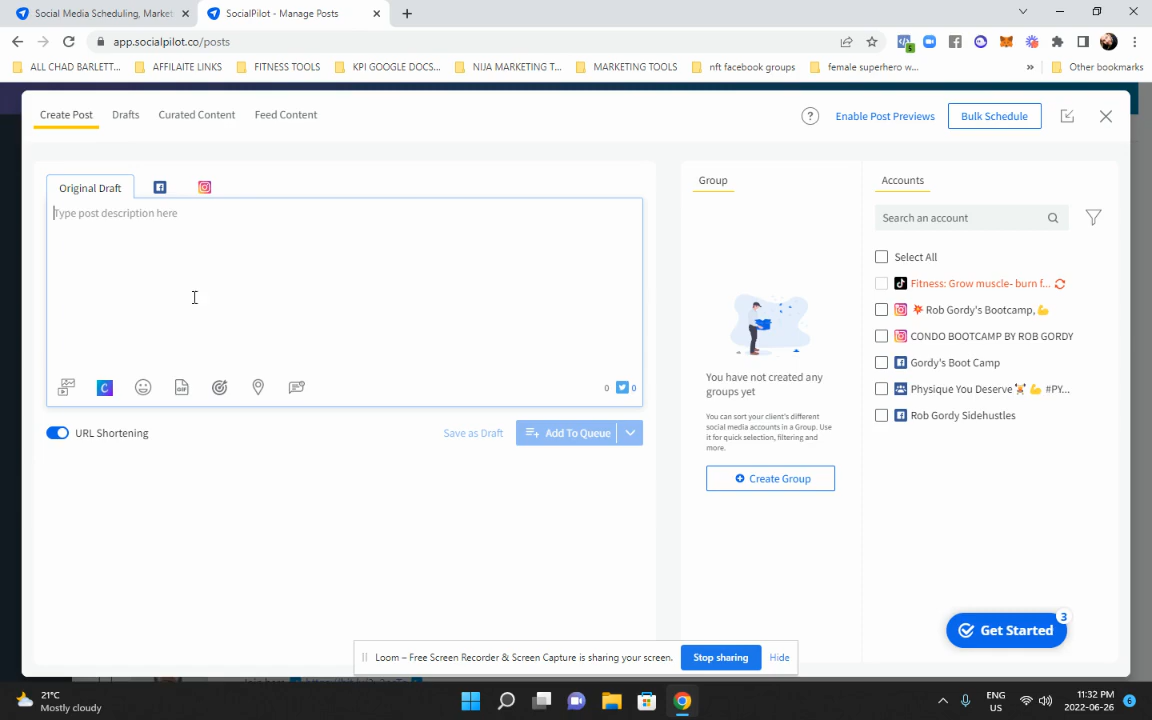 Social Media Scheduling, Market
SocialPilot - Manage Posts
app.socialpilot.co/posts
5
ALL CHAD BARLETT...
AFFILAITE LINKS
FITNESS TOOLS
KPI GOOGLE DOCS...
NIJA MARKETING T...
MARKETING TOOLS
nft facebook groups
female superhero w...
»
Other bookmarks
Create Post
Drafts
Curated Content
Feed Content
?
Enable Post Previews
Bulk Schedule
Original Draft
Type post description here
C
GIF
0
0
URL Shortening
Save as Draft
Add To Queue
Group
You have not created any
groups yet
You can sort your client's different
social media accounts in a Group. Use
it for quick selection, filtering and
more.
Create Group
Accounts
Search an account
Select All
Fitness: Grow muscle- burn f...
💥 Rob Gordy's Bootcamp,💪
CONDO BOOTCAMP BY ROB GORDY
Gordy's Boot Camp
Physique You Deserve🏋️ 💪 #PY...
Rob Gordy Sidehustles
Get Started
3
Loom – Free Screen Recorder & Screen Capture is sharing your screen.
Stop sharing
Hide
21°C
Mostly cloudy
ENG
US
11:32 PM
2022-06-26
6